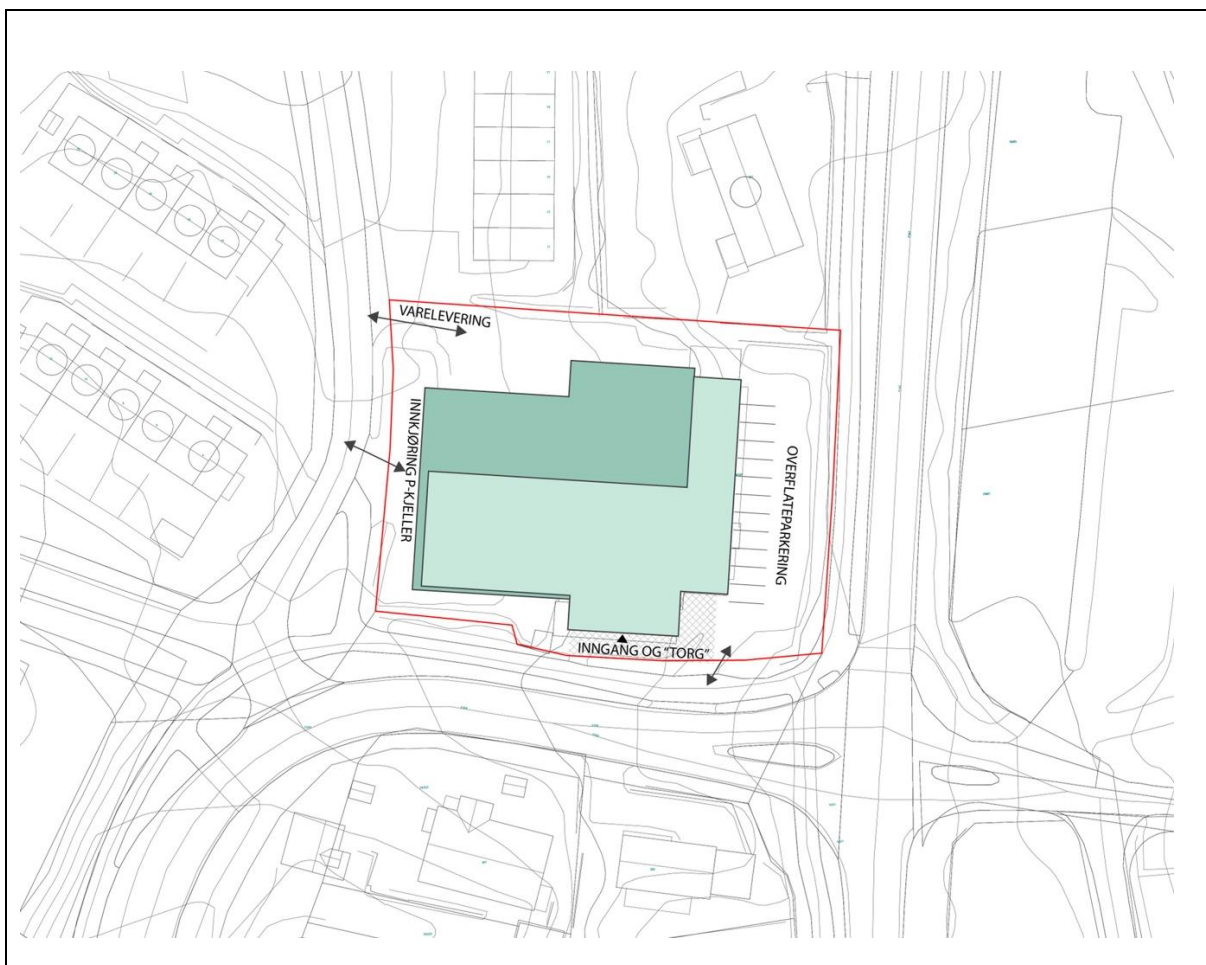 VARELEVERING
INNKJØRING P-KJELLER
OVERFLATEPARKERING
INNGANG OG "TORG"